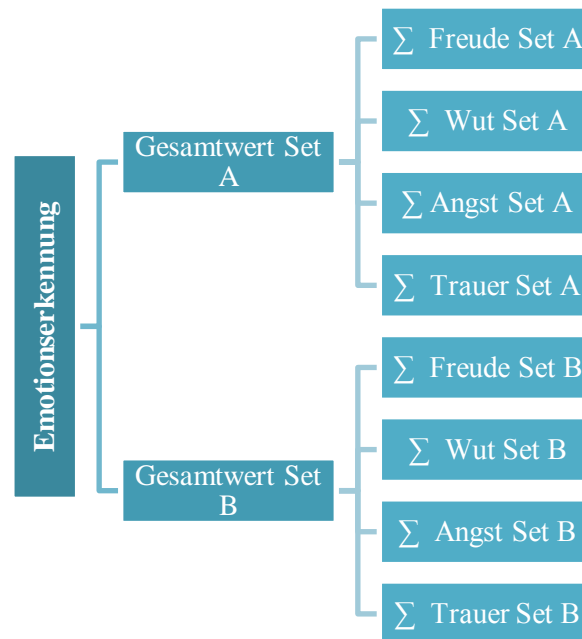 Emotionserkennung
Gesamtwert Set
A
∑ Freude Set A
∑ Wut Set A
∑ Angst Set A
∑ Trauer Set A
Gesamtwert Set
B
∑ Freude Set B
∑ Wut Set B
∑ Angst Set B
∑ Trauer Set B